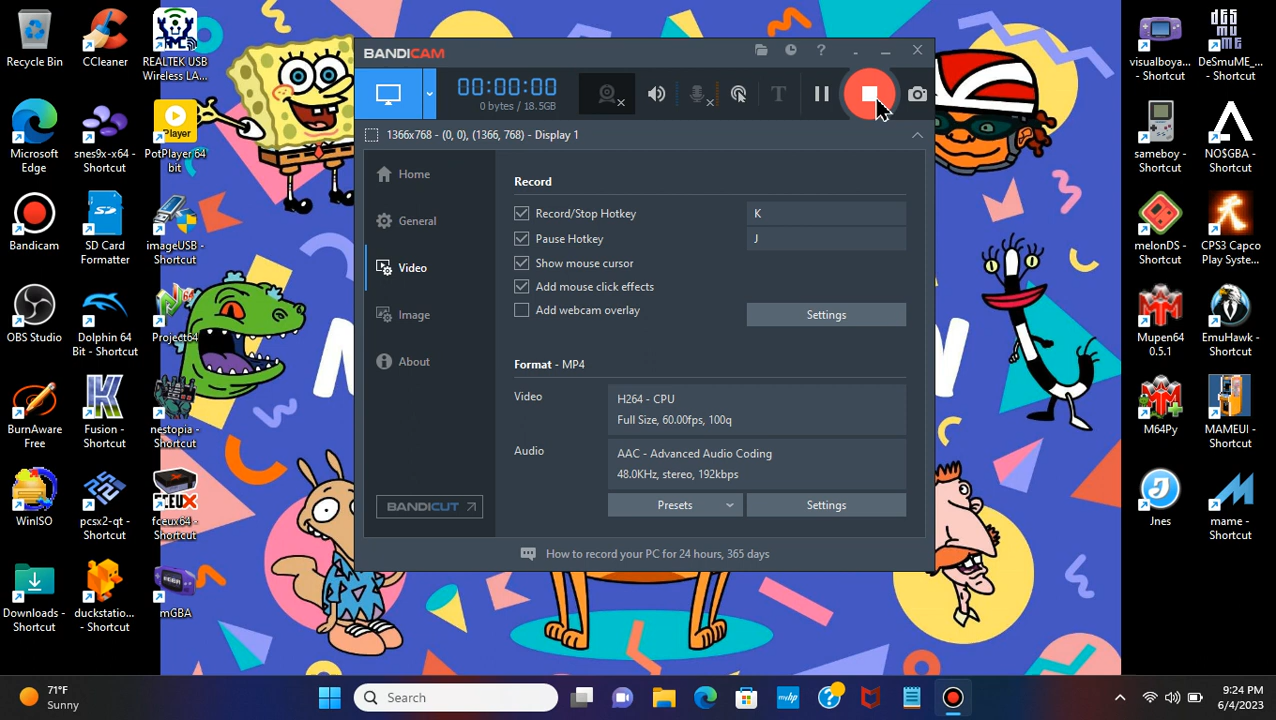 Recycle Bin
CCleaner
REALTEK USB
Wireless LA...
Microsoft
Edge
snes9x-x64 -
Shortcut
Player
PotPlayer 64
bit
Bandicam
SD Card
Formatter
imageUSB -
Shortcut
OBS Studio
Dolphin 64
Bit - Shortcut
Project64
BurnAware
Free
Fusion -
Shortcut
nestopia -
Shortcut
WinISO
pcsx2-qt -
Shortcut
fceux64 -
Shortcut
Downloads -
Shortcut
duckstatio...
- Shortcut
mGBA
BANDICAM
?
00:00:00
0 bytes / 18.5GB
T
1366x768 - (0, 0), (1366, 768) - Display 1
Home
General
Video
Image
About
BANDICUT
Record
Record/Stop Hotkey
K
Pause Hotkey
J
Show mouse cursor
Add mouse click effects
Add webcam overlay
Settings
Format - MP4
Video
H264 - CPU
Full Size, 60.00fps, 100q
Audio
AAC - Advanced Audio Coding
48.0KHz, stereo, 192kbps
Presets
Settings
How to record your PC for 24 hours, 365 days
visualboya...
- Shortcut
DeSmuME_...
- Shortcut
sameboy -
Shortcut
NO$GBA -
Shortcut
melonDS -
Shortcut
CPS3 Capco
Play Syste...
Mupen64
0.5.1
EmuHawk -
Shortcut
M64Py
MAMEUI -
Shortcut
Jnes
mame -
Shortcut
71°F
Sunny
Search
myhp
9:24 PM
6/4/2023